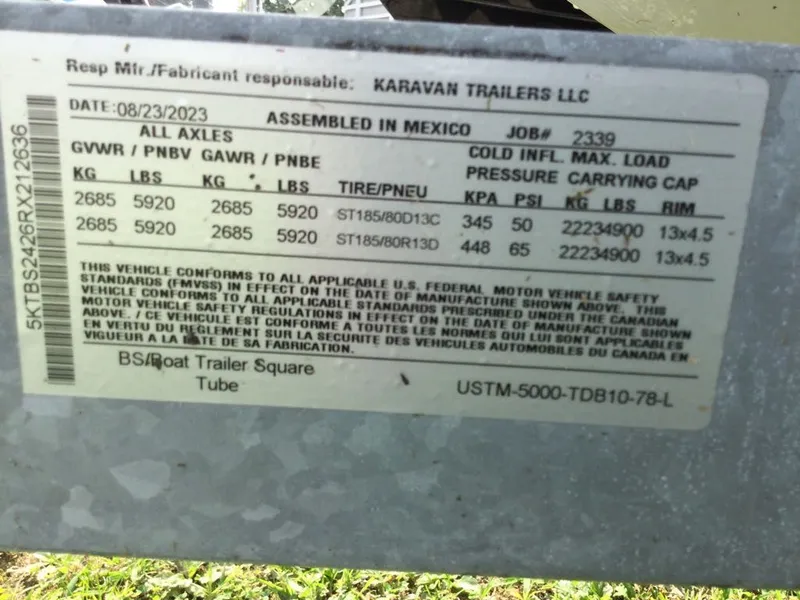 Resp Mfr./Fabricant responsable: KARAVAN TRAILERS LLC
DATE:08/23/2023 ASSEMBLED IN MEXICO JOB# 2339
ALL AXLES COLD INFL. MAX. LOAD
GVWR / PNBV GAWR / PNBE PRESSURE CARRYING CAP
KG LBS KG LBS TIRE/PNEU KPA PSI KG LBS RIM
2685 5920 2685 5920 ST185/80D13C 345 50 22234900 13x4.5
2685 5920 2685 5920 ST185/80R13D 448 65 22234900 13x4.5
THIS VEHICLE CONFORMS TO ALL APPLICABLE U.S. FEDERAL MOTOR VEHICLE SAFETY
STANDARDS (FMVSS) IN EFFECT ON THE DATE OF MANUFACTURE SHOWN ABOVE. THIS
VEHICLE CONFORMS TO ALL APPLICABLE STANDARDS PRESCRIBED UNDER THE CANADIAN
MOTOR VEHICLE SAFETY REGULATIONS IN EFFECT ON THE DATE OF MANUFACTURE SHOWN
ABOVE. / CE VEHICULE EST CONFORME A TOUTES LES NORMES QUI LUI SONT APPLICABLES
EN VERTU DU REGLEMENT SUR LA SECURITE DES VEHICULES AUTOMOBILES DU CANADA EN
VIGUEUR A LA DATE DE SA FABRICATION.
BS/Boat Trailer Square
Tube USTM-5000-TDB10-78-L
5KTBS2426RX212636